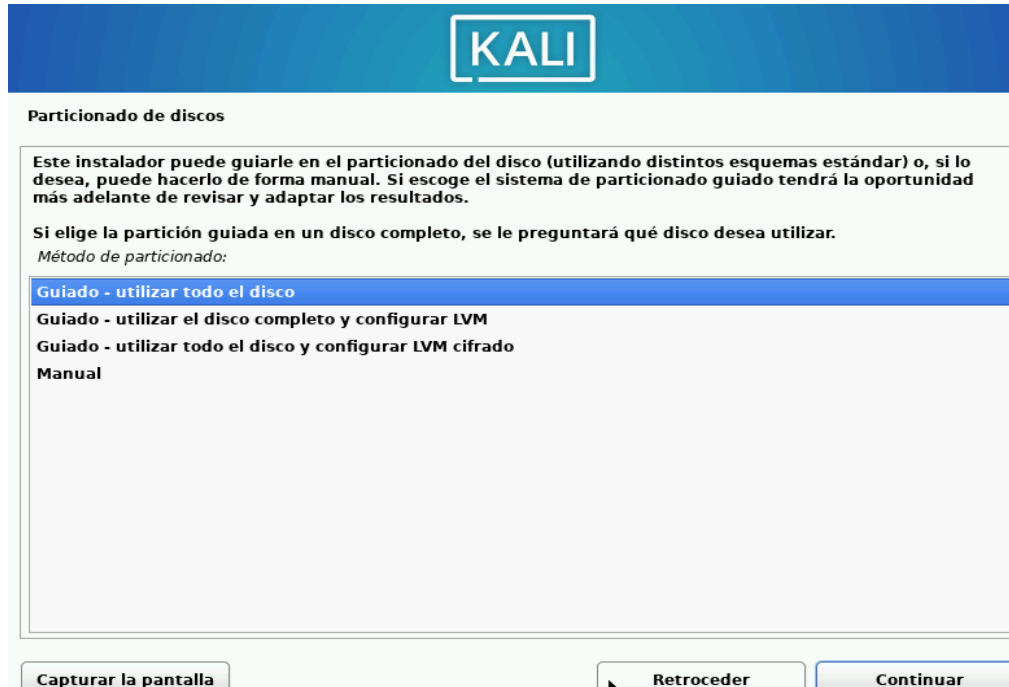 KALI
Particionado de discos
Este instalador puede guiarle en el particionado del disco (utilizando distintos esquemas estándar) o, si lo
desea, puede hacerlo de forma manual. Si escoge el sistema de particionado guiado tendrá la oportunidad
más adelante de revisar y adaptar los resultados.
Si elige la partición guiada en un disco completo, se le preguntará qué disco desea utilizar.
Método de particionado:
Guiado - utilizar todo el disco
Guiado - utilizar el disco completo y configurar LVM
Guiado - utilizar todo el disco y configurar LVM cifrado
Manual
Capturar la pantalla
Retroceder
Continuar